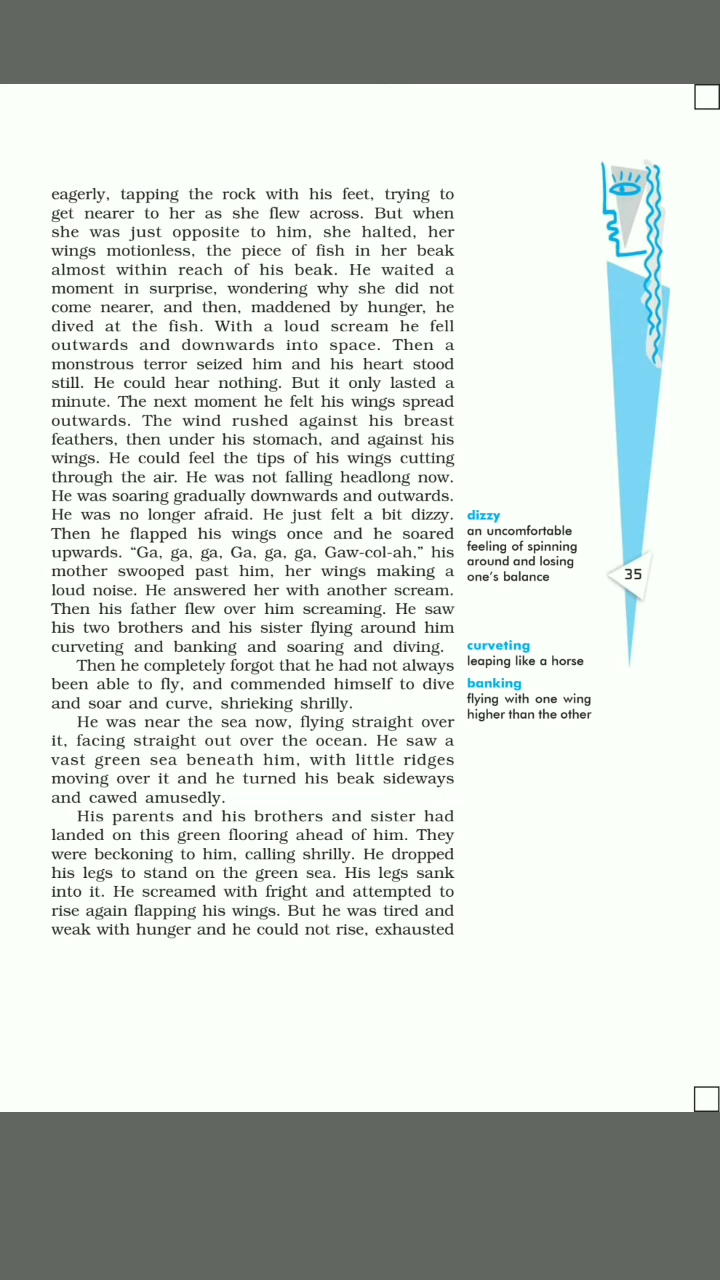 eagerly, tapping the rock with his feet, trying to
get nearer to her as she flew across. But when
she was just opposite to him, she halted, her
wings motionless, the piece of fish in her beak
almost within reach of his beak. He waited a
moment in surprise, wondering why she did not
come nearer, and then, maddened by hunger, he
dived at the fish. With a loud scream he fell
outwards and downwards into space. Then a
monstrous terror seized him and his heart stood
still. He could hear nothing. But it only lasted a
minute. The next moment he felt his wings spread
outwards. The wind rushed against his breast
feathers, then under his stomach, and against his
wings. He could feel the tips of his wings cutting
through the air. He was not falling headlong now.
He was soaring gradually downwards and outwards.
He was no longer afraid. He just felt a bit dizzy.
Then he flapped his wings once and he soared
upwards. “Ga, ga, ga, Ga, ga, ga, Gaw-col-ah,” his
mother swooped past him, her wings making a
loud noise. He answered her with another scream.
Then his father flew over him screaming. He saw
his two brothers and his sister flying around him
curveting and banking and soaring and diving.
Then he completely forgot that he had not always
been able to fly, and commended himself to dive
and soar and curve, shrieking shrilly.
He was near the sea now, flying straight over
it, facing straight out over the ocean. He saw a
vast green sea beneath him, with little ridges
moving over it and he turned his beak sideways
and cawed amusedly.
His parents and his brothers and sister had
landed on this green flooring ahead of him. They
were beckoning to him, calling shrilly. He dropped
his legs to stand on the green sea. His legs sank
into it. He screamed with fright and attempted to
rise again flapping his wings. But he was tired and
weak with hunger and he could not rise, exhausted
dizzy
an uncomfortable
feeling of spinning
around and losing
one’s balance
35
curveting
leaping like a horse
banking
flying with one wing
higher than the other